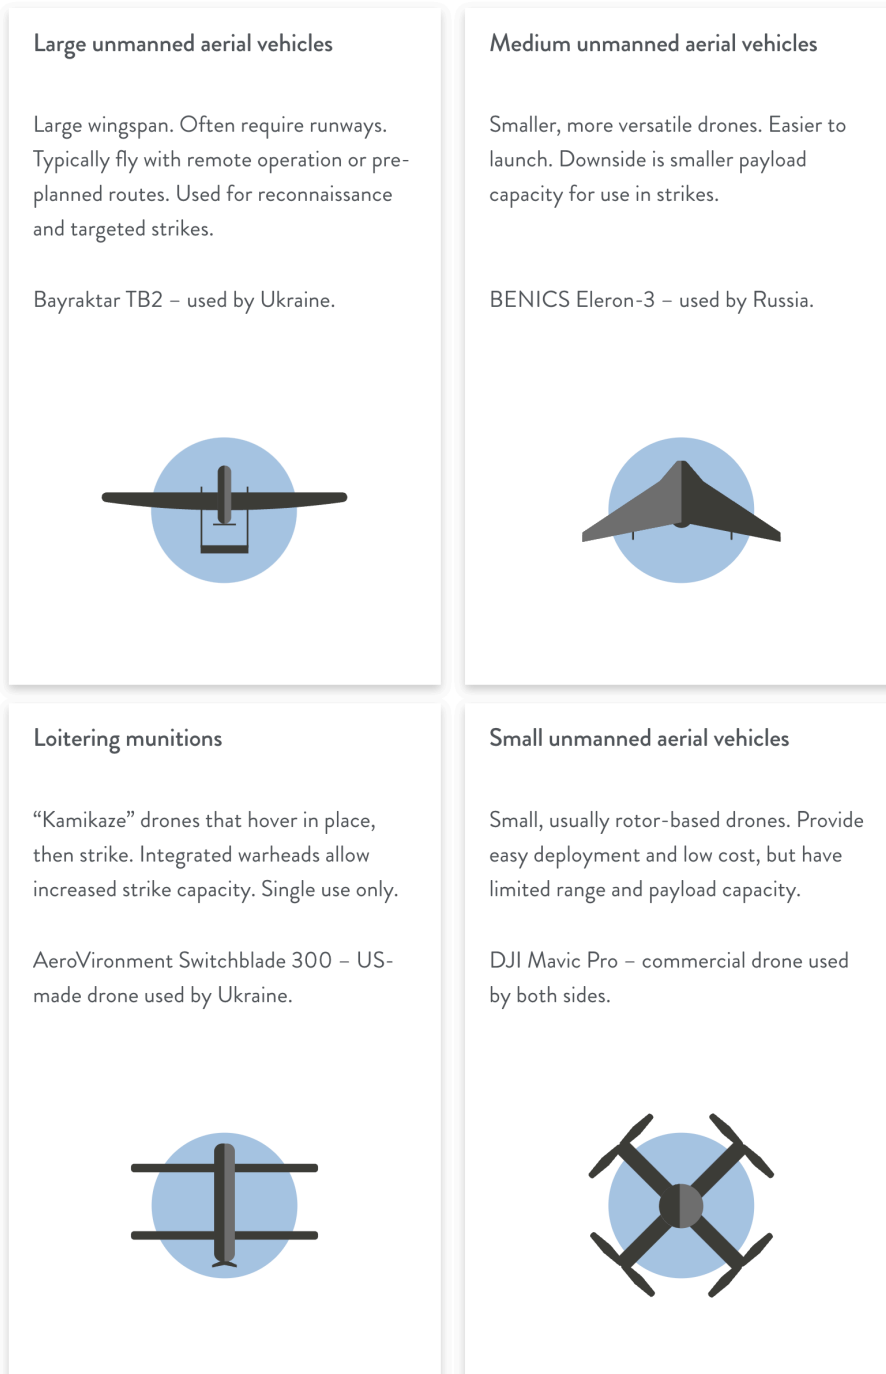 Large unmanned aerial vehicles
Large wingspan. Often require runways.
Typically fly with remote operation or pre-
planned routes. Used for reconnaissance
and targeted strikes.
Bayraktar TB2 – used by Ukraine.
Medium unmanned aerial vehicles
Smaller, more versatile drones. Easier to
launch. Downside is smaller payload
capacity for use in strikes.
BENICS Eleron-3 – used by Russia.
Loitering munitions
“Kamikaze” drones that hover in place,
then strike. Integrated warheads allow
increased strike capacity. Single use only.
AeroVironment Switchblade 300 – US-
made drone used by Ukraine.
Small unmanned aerial vehicles
Small, usually rotor-based drones. Provide
easy deployment and low cost, but have
limited range and payload capacity.
DJI Mavic Pro – commercial drone used
by both sides.